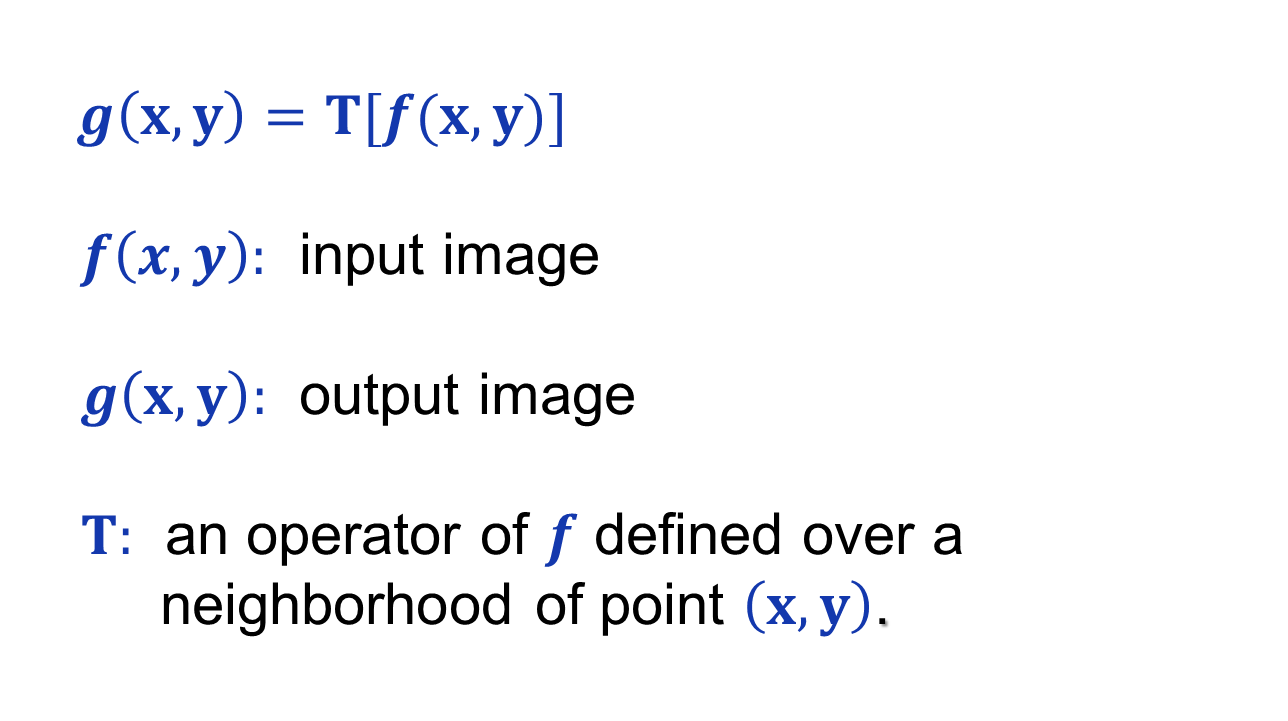 g(x, y) = T[f(x, y)]
f(x, y): input image
g(x, y): output image
T: an operator of f defined over a
neighborhood of point (x, y).